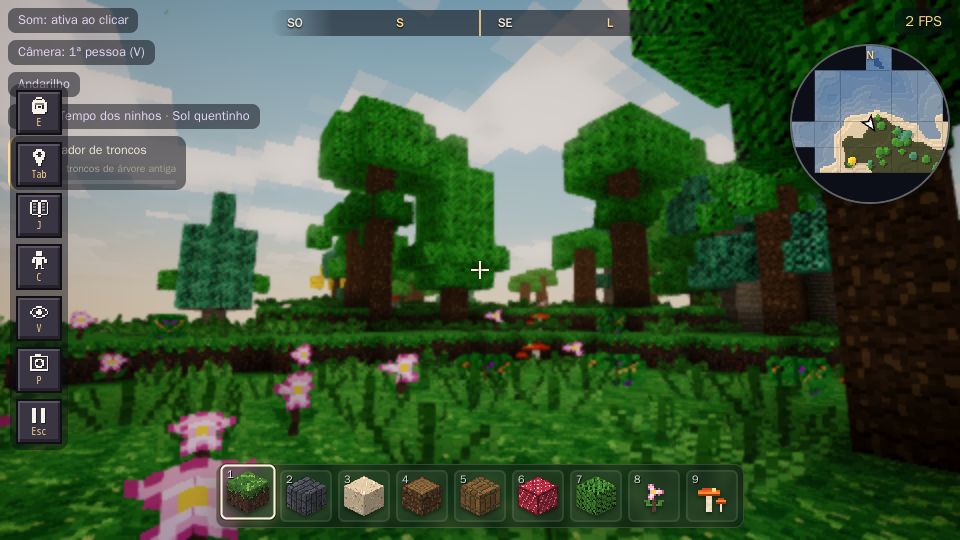 Som: ativa ao clicar
SO S SE L
2 FPS
Câmera: 1ª pessoa (V)
Andarilho
N
E
Tempo dos ninhos · Sol quentinho
ador de troncos
troncos de árvore antiga
Tab
J
C
V
P
Esc
1 2 3 4 5 6 7 8 9